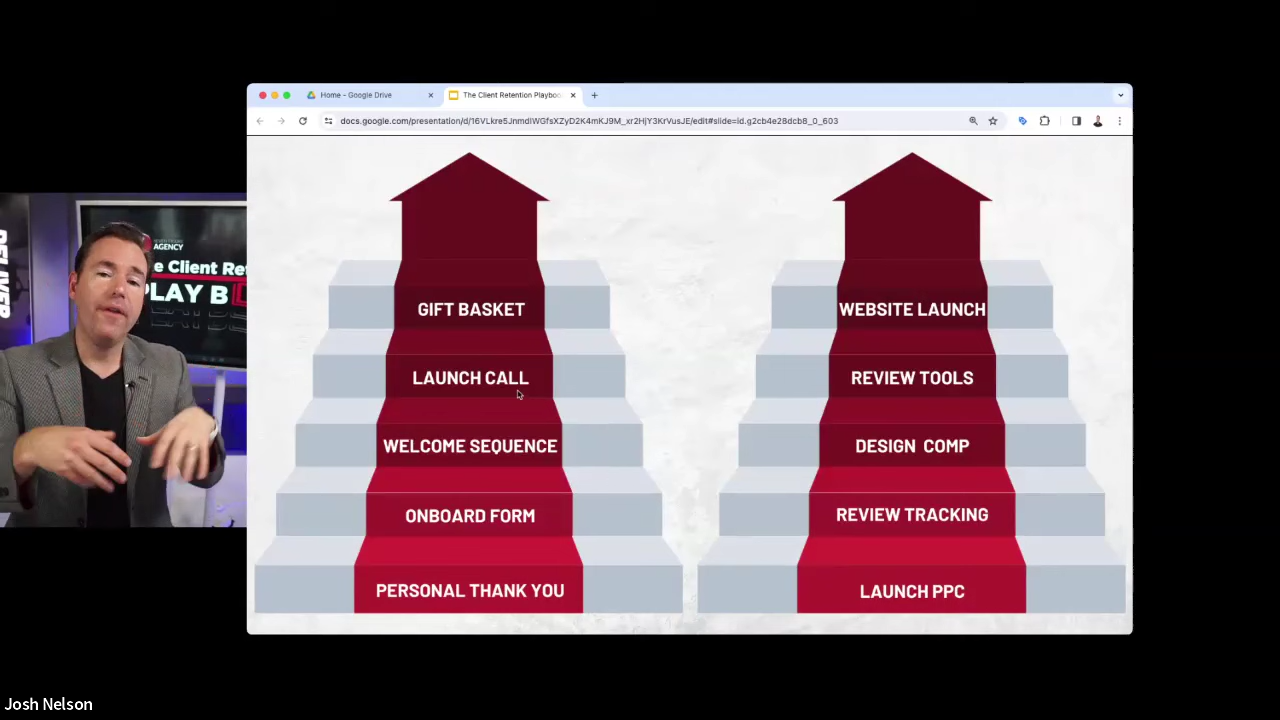 Home - Google Drive
The Client Retention Playboo
docs.google.com/presentation/d/16VLkre5JnmdIWGfsXZyD2K4mKJ9M_xr2HjY3KrVusJE/edit#slide=id.g2cb4e28dcb8_0_603
DELIVER
AGENCY
e Client Ret
PLAY B
GIFT BASKET
LAUNCH CALL
WELCOME SEQUENCE
ONBOARD FORM
PERSONAL THANK YOU
WEBSITE LAUNCH
REVIEW TOOLS
DESIGN COMP
REVIEW TRACKING
LAUNCH PPC
Josh Nelson